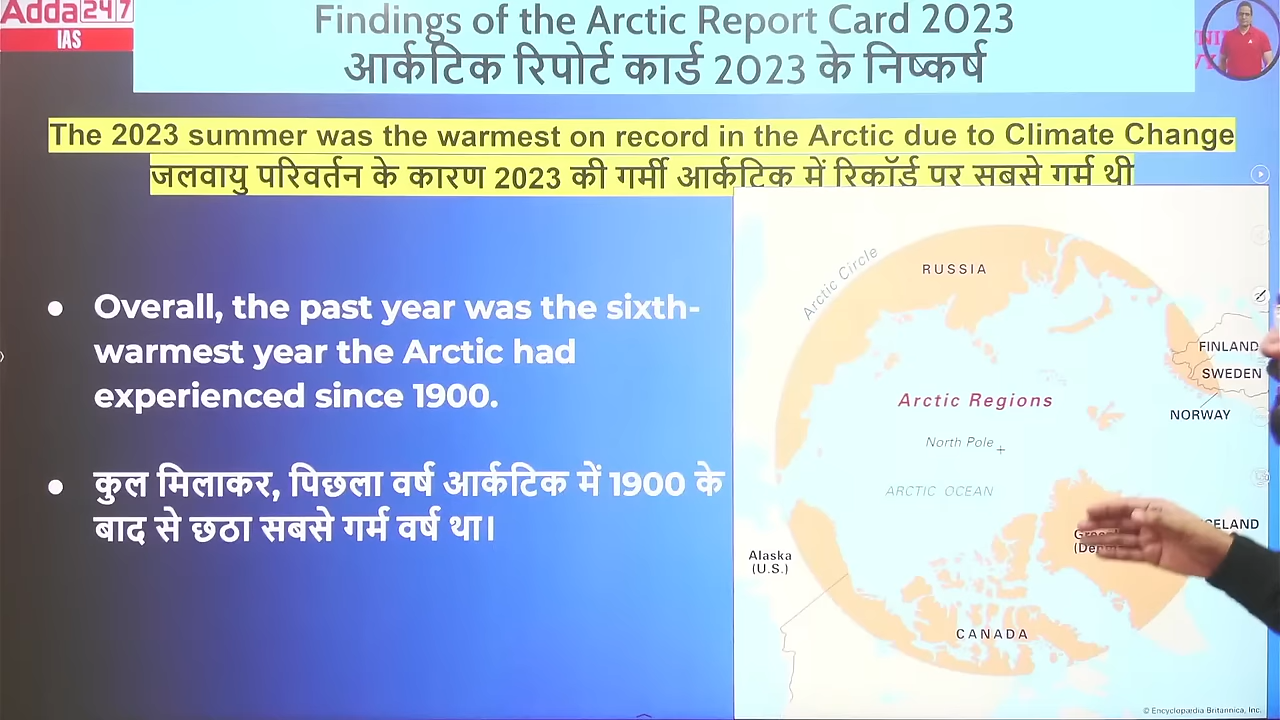 Adda247
IAS
Findings of the Arctic Report Card 2023
आर्कटिक रिपोर्ट कार्ड 2023 के निष्कर्ष
The 2023 summer was the warmest on record in the Arctic due to Climate Change
जलवायु परिवर्तन के कारण 2023 की गर्मी आर्कटिक में रिकॉर्ड पर सबसे गर्म थी
● Overall, the past year was the sixth-
warmest year the Arctic had
experienced since 1900.
● कुल मिलाकर, पिछला वर्ष आर्कटिक में 1900 के
बाद से छठा सबसे गर्म वर्ष था।
Arctic Circle
RUSSIA
FINLAND
SWEDEN
NORWAY
Arctic Regions
North Pole
ARCTIC OCEAN
Alaska
(U.S.)
CANADA
© Encyclopædia Britannica, Inc.